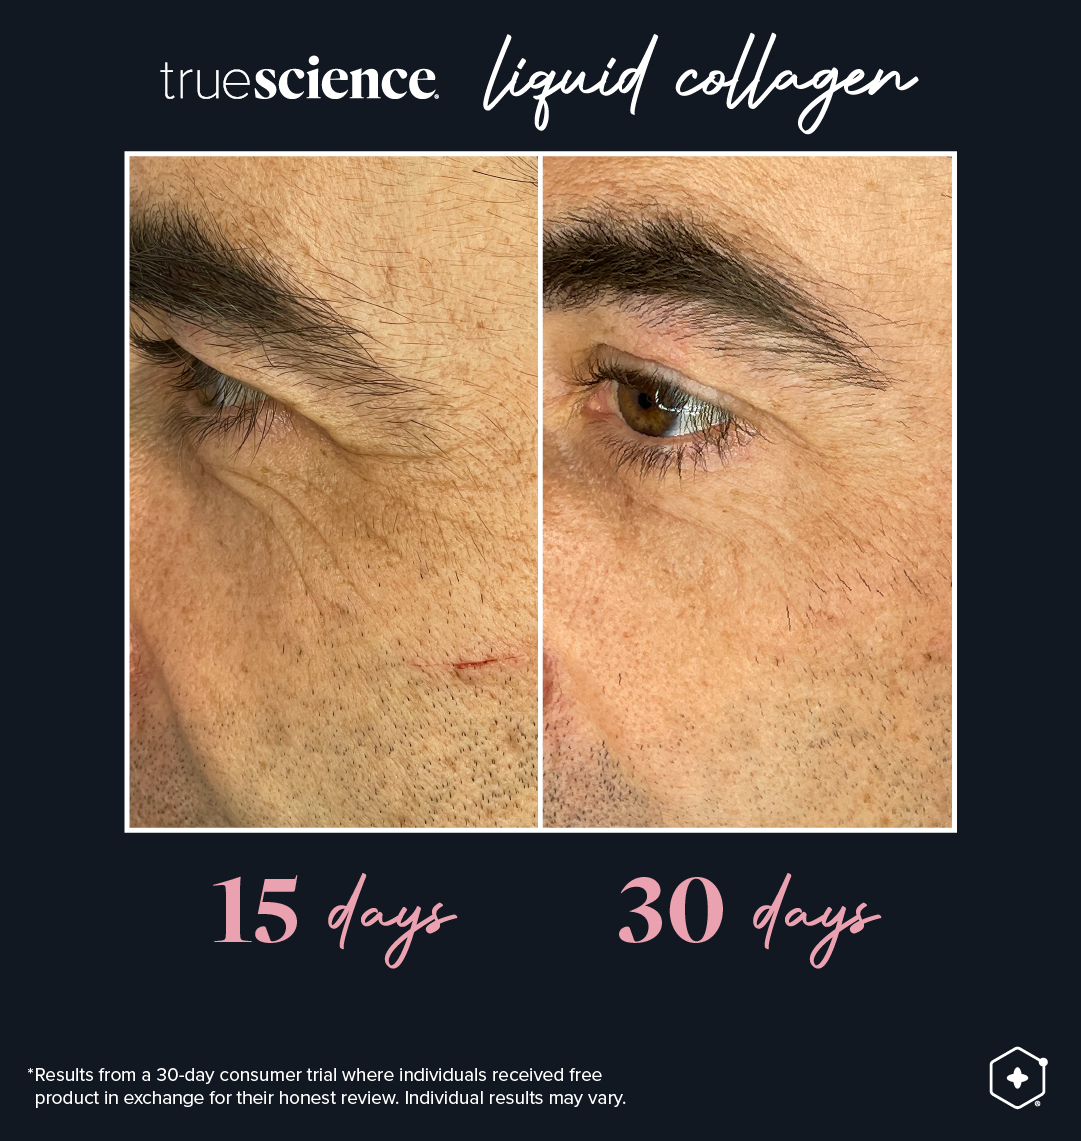 truescience® liquid collagen
15 days 30 days
*Results from a 30-day consumer trial where individuals received free
product in exchange for their honest review. Individual results may vary.
®